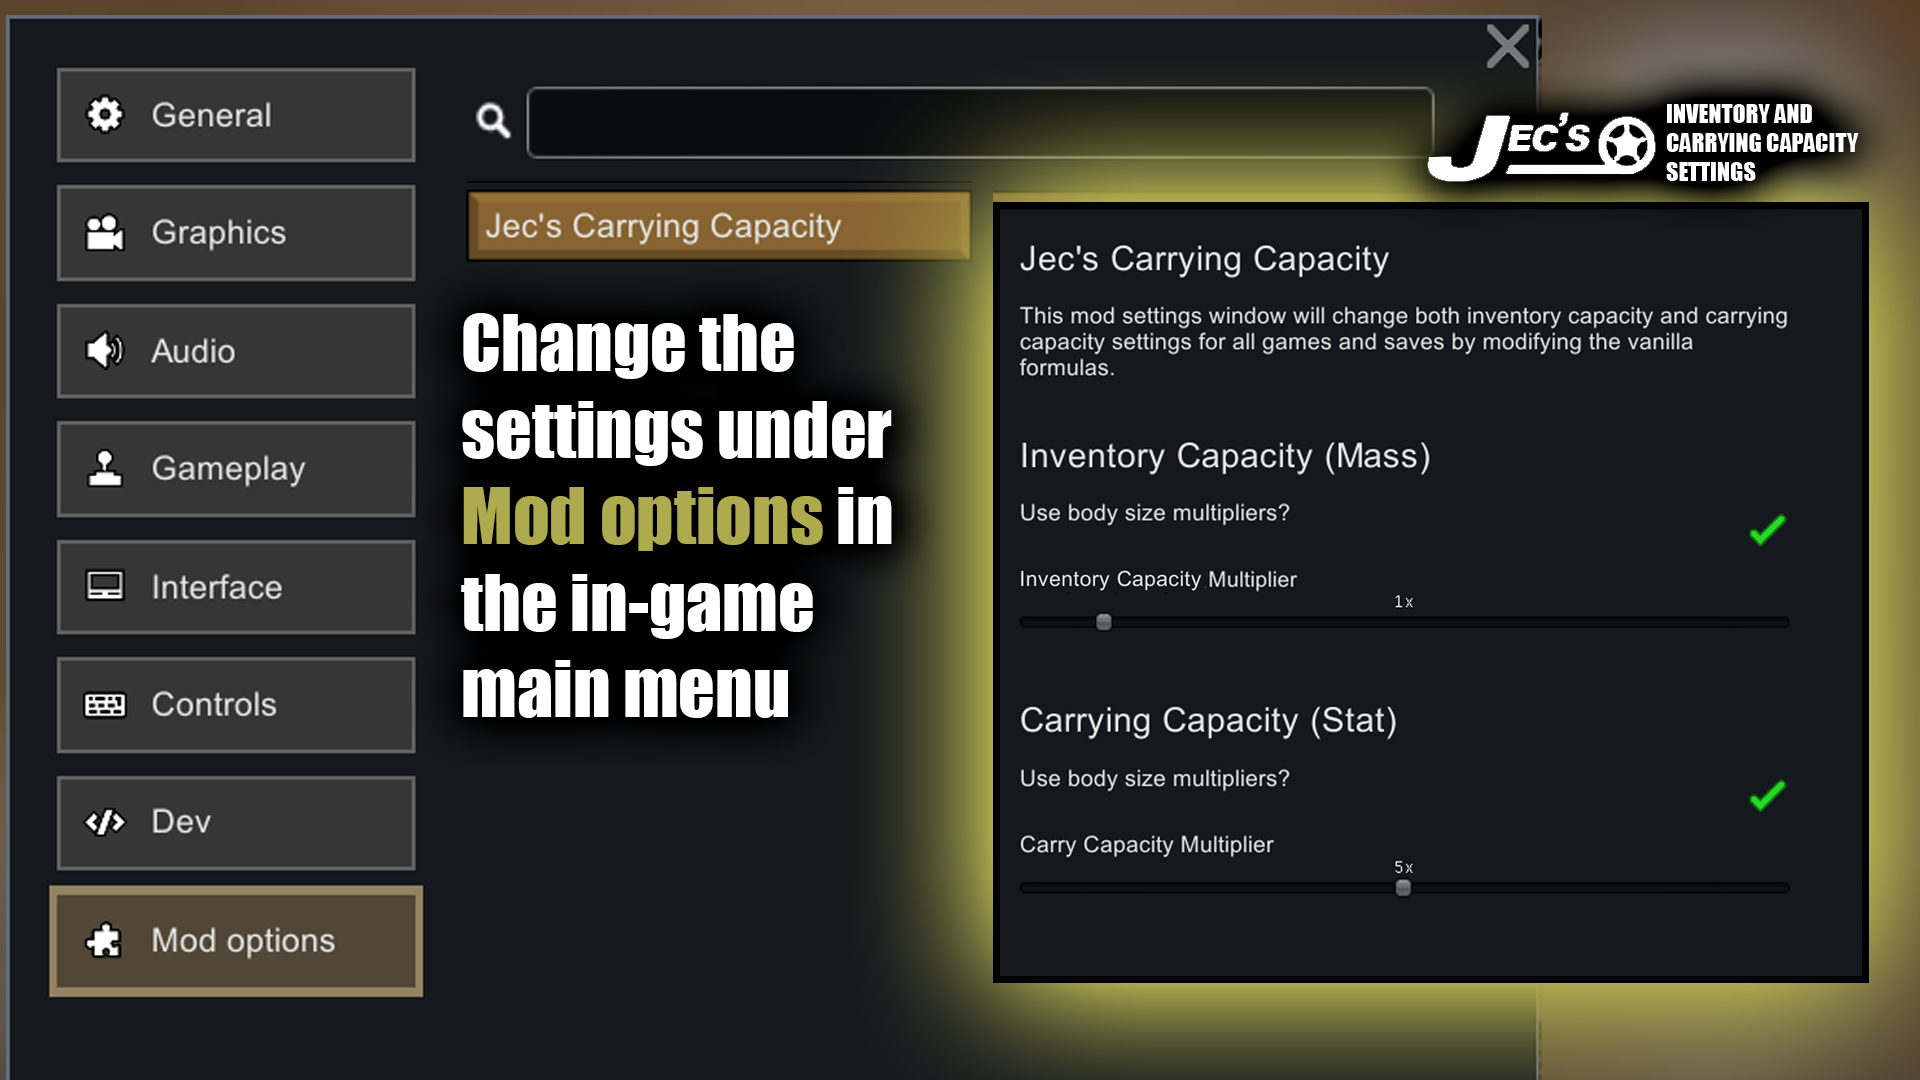 General
Graphics
Audio
Gameplay
Interface
Controls
Dev
Mod options
Jec's Carrying Capacity
Change the
settings under
Mod options in
the in-game
main menu
JEC'S
INVENTORY AND
CARRYING CAPACITY
SETTINGS
Jec's Carrying Capacity
This mod settings window will change both inventory capacity and carrying
capacity settings for all games and saves by modifying the vanilla
formulas.
Inventory Capacity (Mass)
Use body size multipliers?
Inventory Capacity Multiplier
1x
Carrying Capacity (Stat)
Use body size multipliers?
Carry Capacity Multiplier
5x